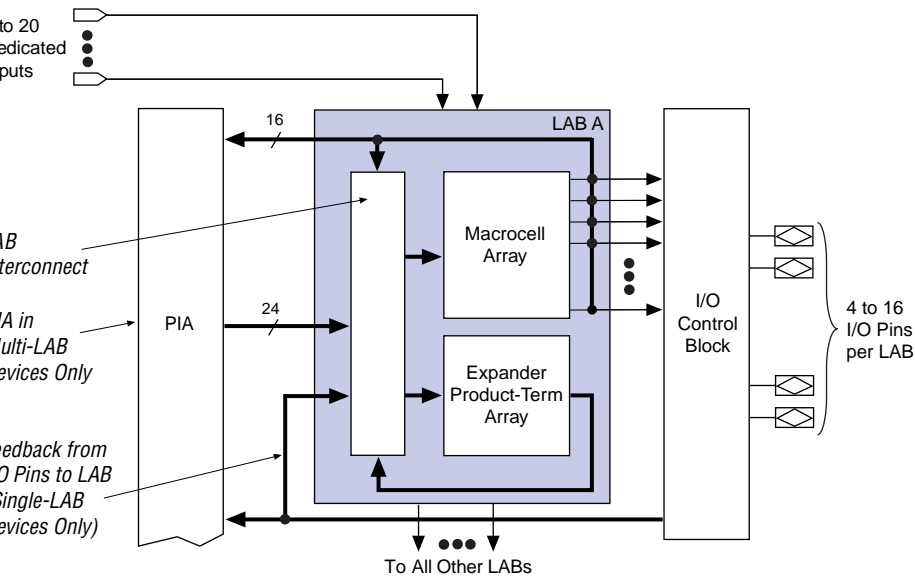 to 20
edicated
puts
16
LAB A
AB
terconnect
Macrocell
Array
IA in
ulti-LAB
evices Only
PIA
24
I/O
Control
Block
4 to 16
I/O Pins
per LAB
Expander
Product-Term
Array
eedback from
O Pins to LAB
Single-LAB
evices Only)
To All Other LABs